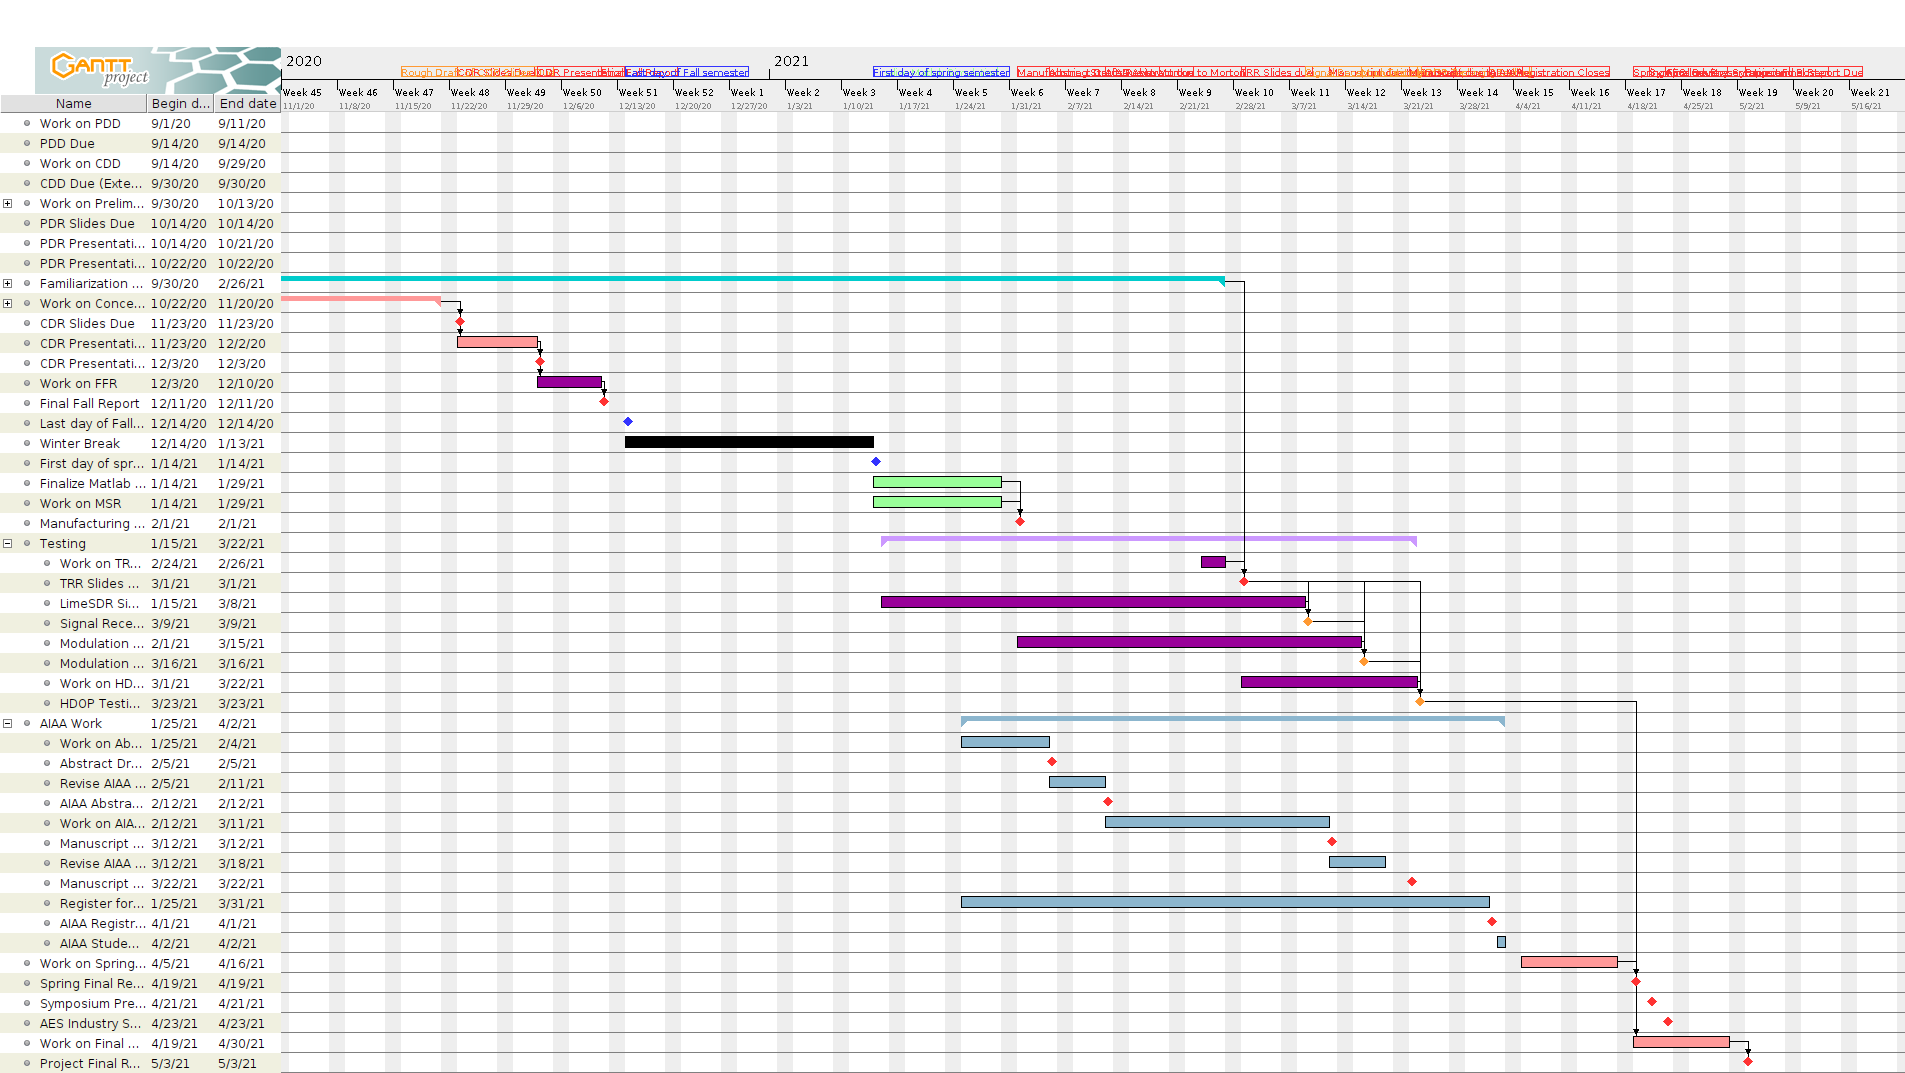 GANTT
project
2020
2021
First day of spring semester
Name Begin d... End date
Week 45 Week 46 Week 47 Week 48 Week 49 Week 50 Week 51 Week 52 Week 1 Week 2 Week 3 Week 4 Week 5 Week 6 Week 7 Week 8 Week 9 Week 10 Week 11 Week 12 Week 13 Week 14 Week 15 Week 16 Week 17 Week 18 Week 19 Week 20 Week 21
11/1/20 11/8/20 11/15/20 11/22/20 11/29/20 12/6/20 12/13/20 12/20/20 12/27/20 1/3/21 1/10/21 1/17/21 1/24/21 1/31/21 2/7/21 2/14/21 2/21/21 2/28/21 3/7/21 3/14/21 3/21/21 3/28/21 4/4/21 4/11/21 4/18/21 4/25/21 5/2/21 5/9/21 5/16/21
Work on PDD 9/1/20 9/11/20
PDD Due 9/14/20 9/14/20
Work on CDD 9/14/20 9/29/20
CDD Due (Exte... 9/30/20 9/30/20
Work on Prelim... 9/30/20 10/13/20
PDR Slides Due 10/14/20 10/14/20
PDR Presentati... 10/14/20 10/21/20
PDR Presentati... 10/22/20 10/22/20
Familiarization ... 9/30/20 2/26/21
Work on Conce... 10/22/20 11/20/20
CDR Slides Due 11/23/20 11/23/20
CDR Presentati... 11/23/20 12/2/20
CDR Presentati... 12/3/20 12/3/20
Work on FFR 12/3/20 12/10/20
Final Fall Report 12/11/20 12/11/20
Last day of Fall... 12/14/20 12/14/20
Winter Break 12/14/20 1/13/21
First day of spr... 1/14/21 1/14/21
Finalize Matlab ... 1/14/21 1/29/21
Work on MSR 1/14/21 1/29/21
Manufacturing ... 2/1/21 2/1/21
Testing 1/15/21 3/22/21
Work on TR... 2/24/21 2/26/21
TRR Slides ... 3/1/21 3/1/21
LimeSDR Si... 1/15/21 3/8/21
Signal Rece... 3/9/21 3/9/21
Modulation ... 2/1/21 3/15/21
Modulation ... 3/16/21 3/16/21
Work on HD... 3/1/21 3/22/21
HDOP Testi... 3/23/21 3/23/21
AIAA Work 1/25/21 4/2/21
Work on Ab... 1/25/21 2/4/21
Abstract Dr... 2/5/21 2/5/21
Revise AIAA ... 2/5/21 2/11/21
AIAA Abstra... 2/12/21 2/12/21
Work on AIA... 2/12/21 3/11/21
Manuscript ... 3/12/21 3/12/21
Revise AIAA ... 3/12/21 3/18/21
Manuscript ... 3/22/21 3/22/21
Register for... 1/25/21 3/31/21
AIAA Registr... 4/1/21 4/1/21
AIAA Stude... 4/2/21 4/2/21
Work on Spring... 4/5/21 4/16/21
Spring Final Re... 4/19/21 4/19/21
Symposium Pre... 4/21/21 4/21/21
AES Industry S... 4/23/21 4/23/21
Work on Final ... 4/19/21 4/30/21
Project Final R... 5/3/21 5/3/21